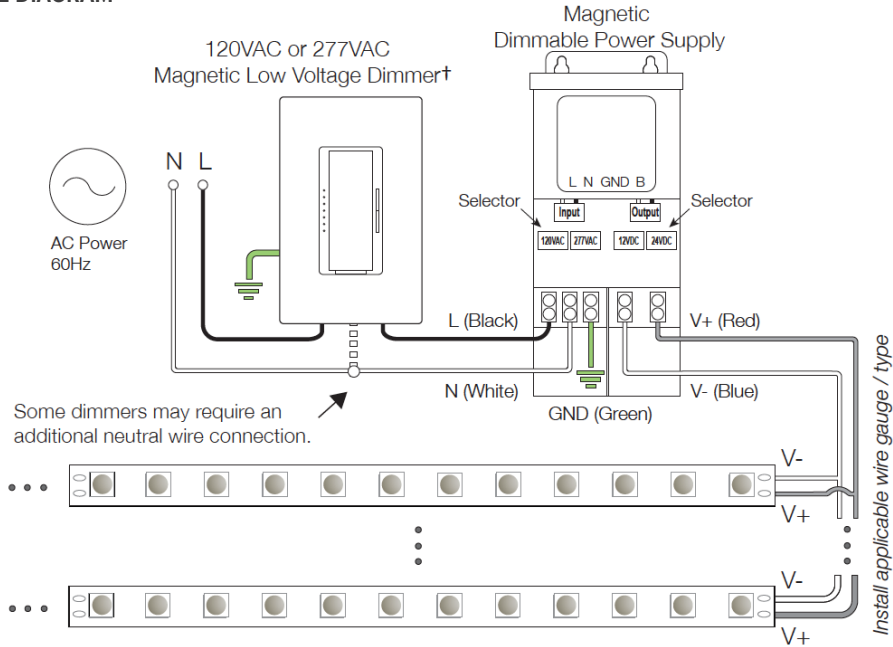 Magnetic
Dimmable Power Supply
120VAC or 277VAC
Magnetic Low Voltage Dimmer†
N L
AC Power
60Hz
L N GND B
Selector
Selector
Input
Output
120VAC
277VAC
12VDC
24VDC
L (Black)
V+ (Red)
N (White)
V- (Blue)
GND (Green)
Some dimmers may require an
additional neutral wire connection.
Install applicable wire gauge / type
V-
V+
V-
V+